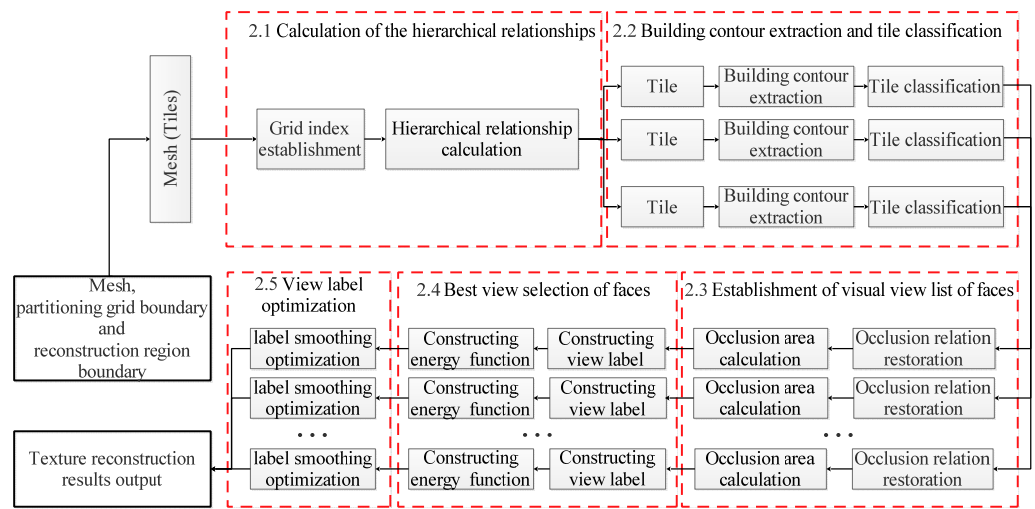 2.1 Calculation of the hierarchical relationships
2.2 Building contour extraction and tile classification
Mesh (Tiles)
Grid index
establishment
Hierarchical relationship
calculation
Tile
Building contour
extraction
Tile classification
Tile
Building contour
extraction
Tile classification
Tile
Building contour
extraction
Tile classification
Mesh,
partitioning grid boundary
and
reconstruction region
boundary
2.5 View label
optimization
2.4 Best view selection of faces
2.3 Establishment of visual view list of faces
label smoothing
optimization
Constructing
energy function
Constructing
view label
Occlusion area
calculation
Occlusion relation
restoration
label smoothing
optimization
Constructing
energy function
Constructing
view label
Occlusion area
calculation
Occlusion relation
restoration
...
...
...
label smoothing
optimization
Constructing
energy function
Constructing
view label
Occlusion area
calculation
Occlusion relation
restoration
Texture reconstruction
results output